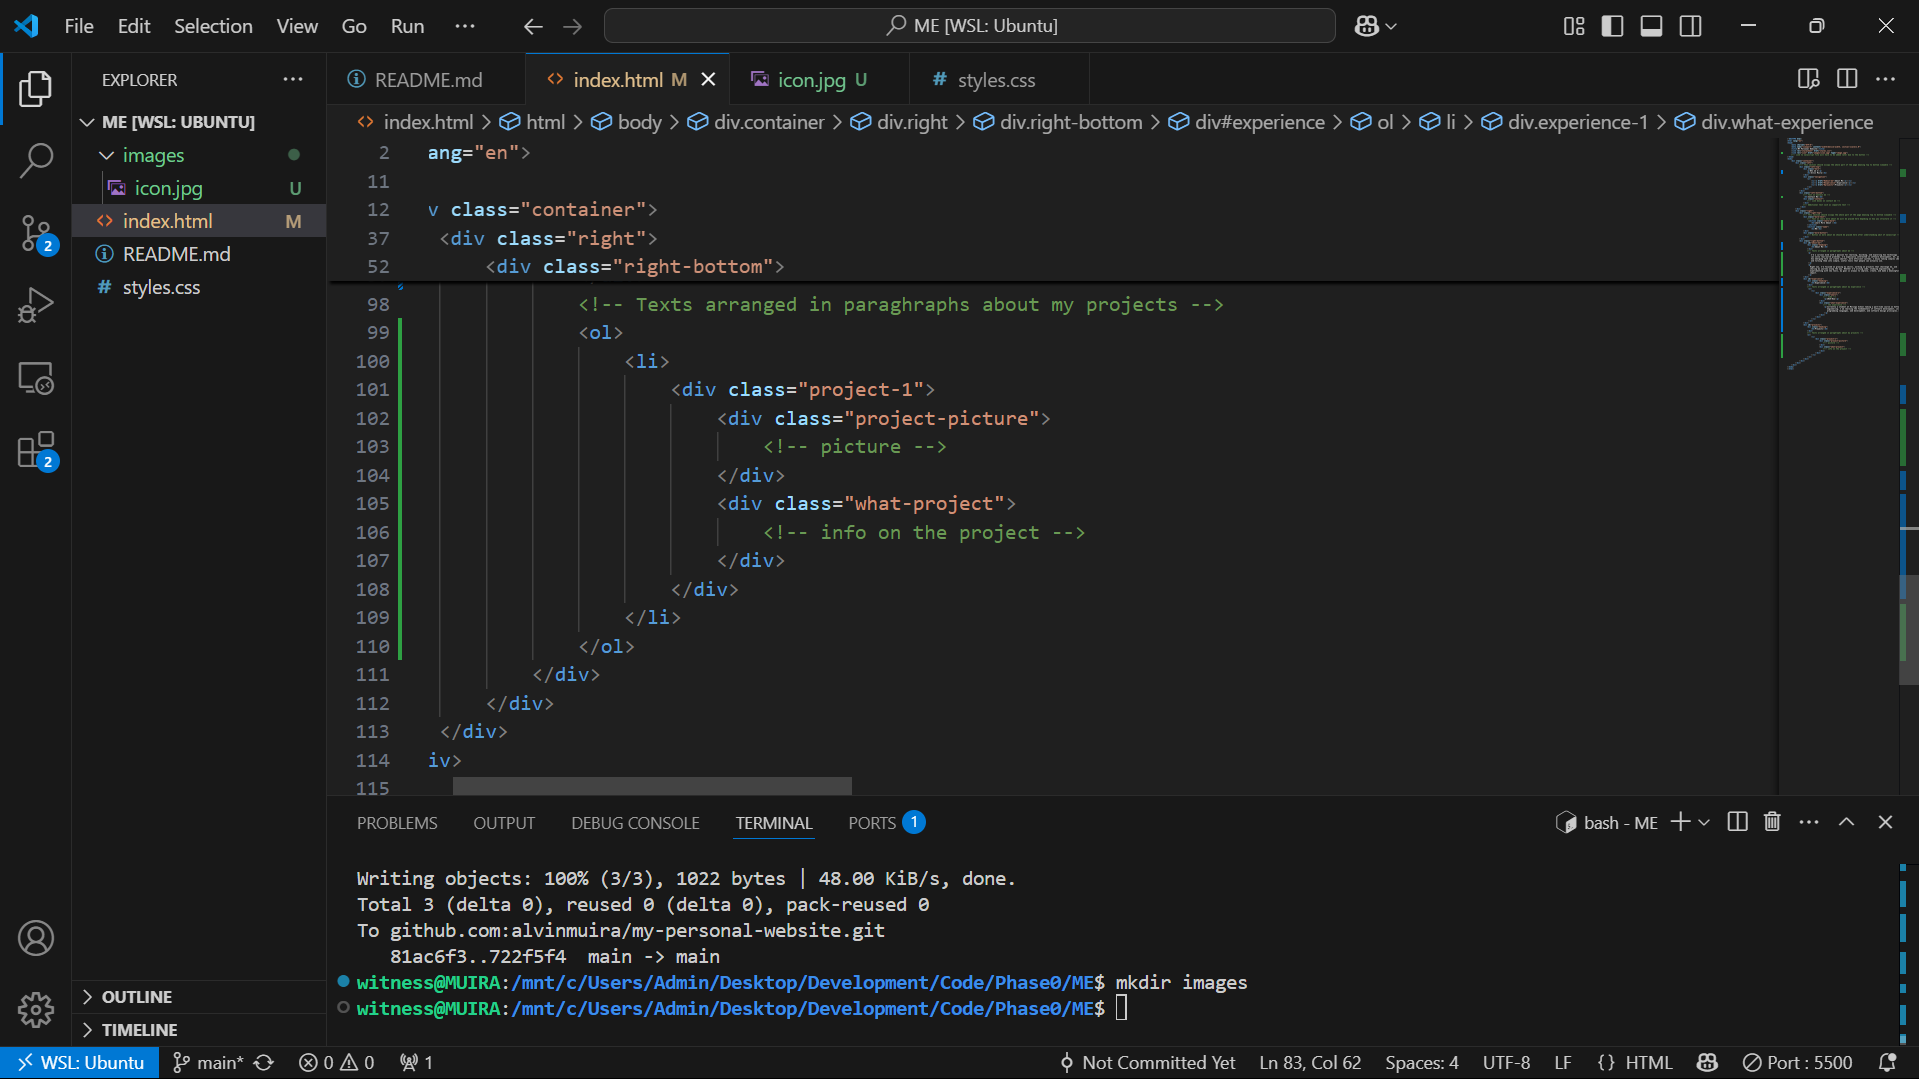 File Edit Selection View Go Run ··· ME [WSL: Ubuntu]
EXPLORER ···
ME [WSL: UBUNTU]
images
icon.jpg U
index.html M
README.md
styles.css
OUTLINE
TIMELINE
2
2
README.md index.html M icon.jpg U styles.css
index.html > html > body > div.container > div.right > div.right-bottom > div#experience > ol > li > div.experience-1 > div.what-experience
2 ang="en">
11
12 v class="container">
37 <div class="right">
52 <div class="right-bottom">
98 <!-- Texts arranged in paraghraphs about my projects -->
99 <ol>
100 <li>
101 <div class="project-1">
102 <div class="project-picture">
103 <!-- picture -->
104 </div>
105 <div class="what-project">
106 <!-- info on the project -->
107 </div>
108 </div>
109 </li>
110 </ol>
111 </div>
112 </div>
113 </div>
114 iv>
115
PROBLEMS OUTPUT DEBUG CONSOLE TERMINAL PORTS 1
bash - ME
Writing objects: 100% (3/3), 1022 bytes | 48.00 KiB/s, done.
Total 3 (delta 0), reused 0 (delta 0), pack-reused 0
To github.com:alvinmuira/my-personal-website.git
81ac6f3..722f5f4 main -> main
witness@MUIRA:/mnt/c/Users/Admin/Desktop/Development/Code/Phase0/ME$ mkdir images
witness@MUIRA:/mnt/c/Users/Admin/Desktop/Development/Code/Phase0/ME$
WSL: Ubuntu main* 0 0 1 Not Committed Yet Ln 83, Col 62 Spaces: 4 UTF-8 LF {} HTML Port : 5500